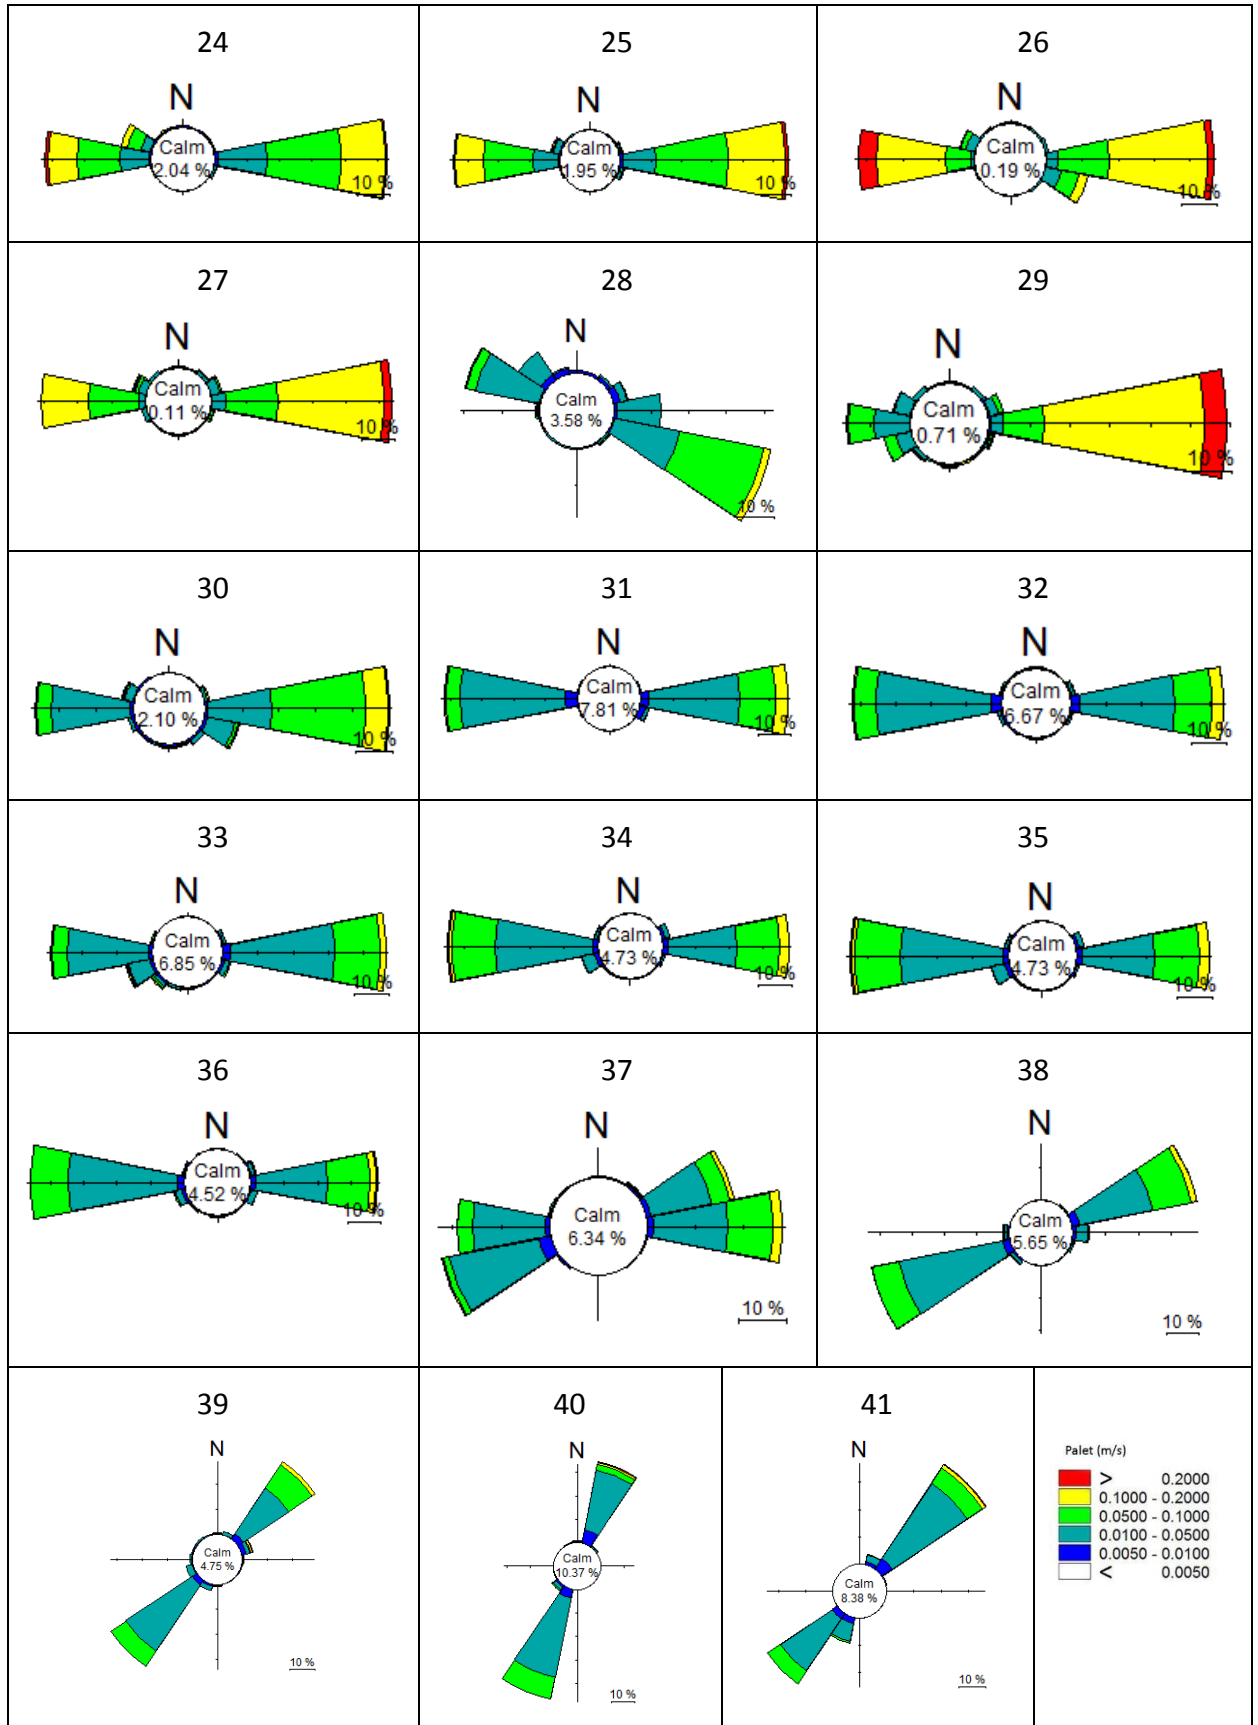 24
25
26
N
Calm
2.04 %
10 %
N
Calm
1.95 %
10 %
N
Calm
0.19 %
10 %
27
28
29
N
Calm
0.11 %
10 %
N
Calm
3.58 %
10 %
N
Calm
0.71 %
10 %
30
31
32
N
Calm
2.10 %
10 %
N
Calm
7.81 %
10 %
N
Calm
6.67 %
10 %
33
34
35
N
Calm
6.85 %
10 %
N
Calm
4.73 %
10 %
N
Calm
4.73 %
10 %
36
37
38
N
Calm
4.52 %
10 %
N
Calm
6.34 %
10 %
N
Calm
5.65 %
10 %
39
40
41
N
Calm
4.75 %
10 %
N
Calm
10.37 %
10 %
N
Calm
8.38 %
10 %
Palet (m/s)
> 0.2000
0.1000 - 0.2000
0.0500 - 0.1000
0.0100 - 0.0500
0.0050 - 0.0100
< 0.0050